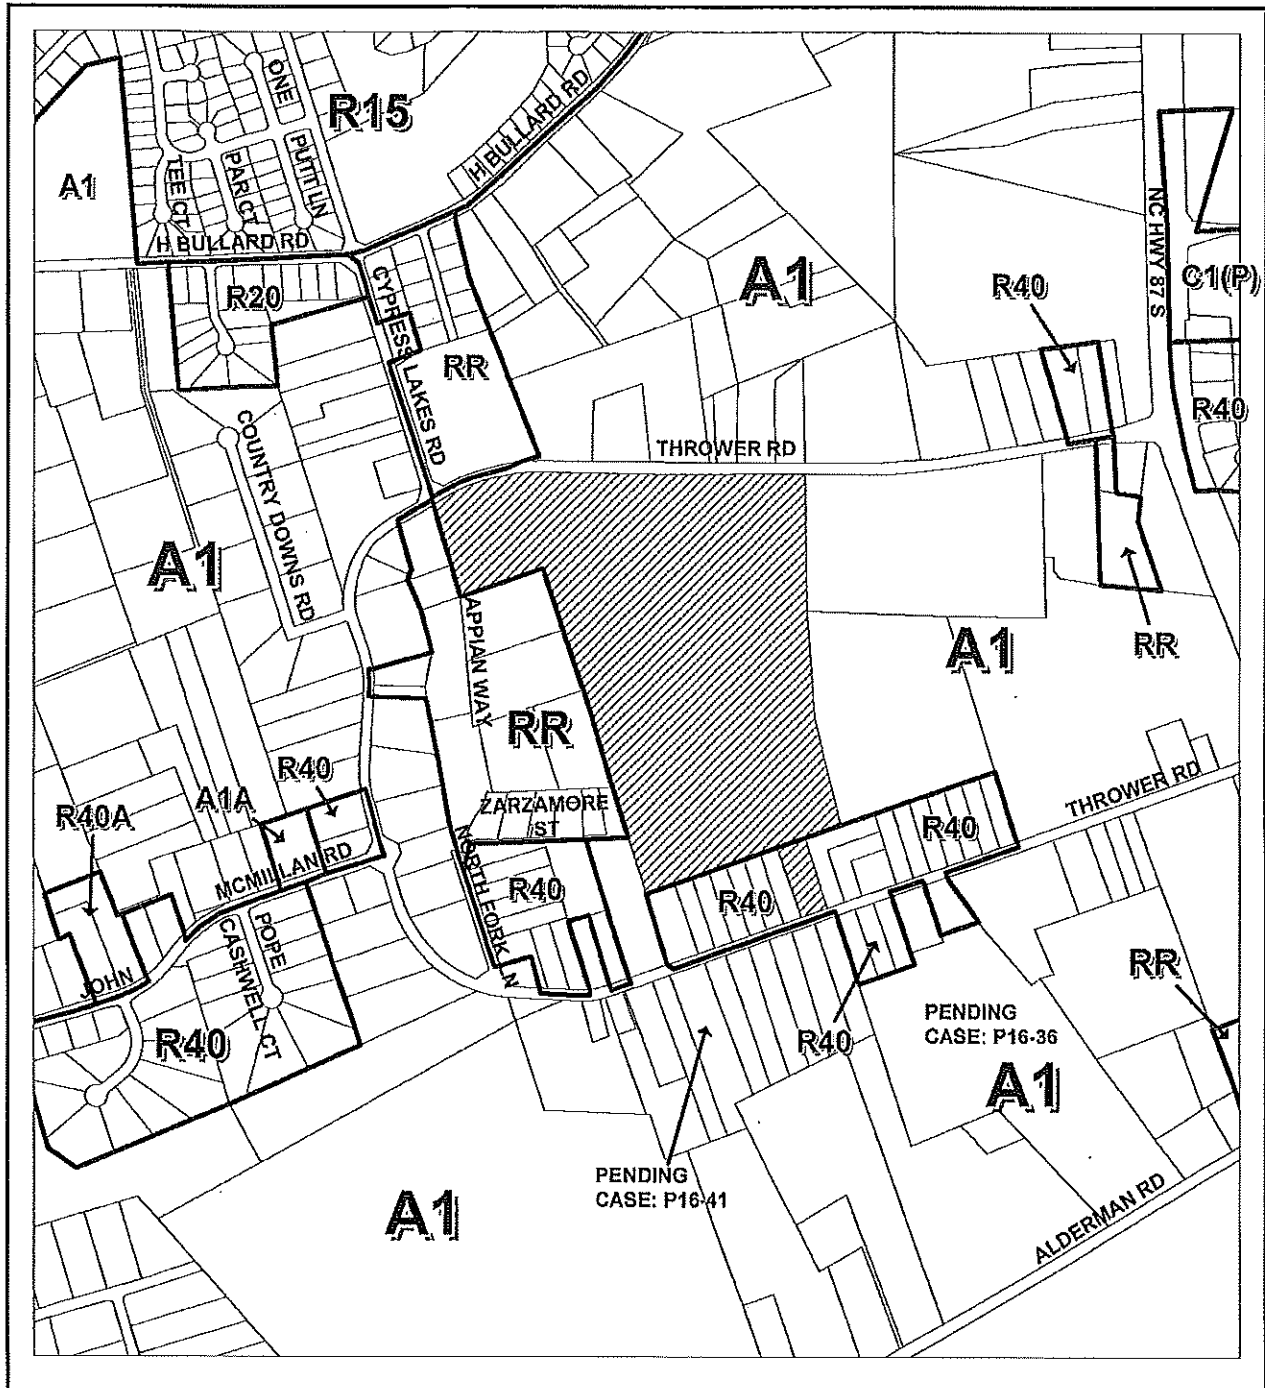 ONE
PUTT LN
R15
H BULLARD RD
A1
TEE CT
PAR CT
H BULLARD RD
NC HWY 87 S
C1(P)
R20
CYPRESS LAKES RD
A1
R40
RR
R40
COUNTRY DOWNS RD
THROWER RD
A1
APPIAN WAY
A1
RR
RR
R40
A1A
R40A
ZARZAMORE
ST
THROWER RD
R40
MCMILLAN RD
NORTH FORK LN
R40
R40
POPE
CASHWELL CT
JOHN
RR
R40
R40
PENDING
CASE: P16-36
A1
PENDING
CASE: P16-41
A1
ALDERMAN RD